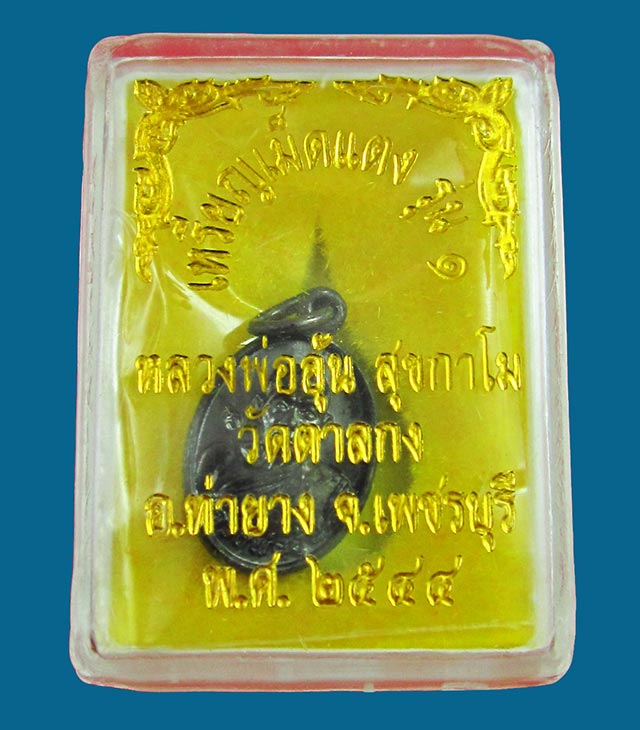 เหรียญเม็ดแตง รุ่น ๑
หลวงพ่ออุ้น สุขกาโม
วัดตาลกง
อ.ท่ายาง จ.เพชรบุรี
พ.ศ. ๒๕๔๔